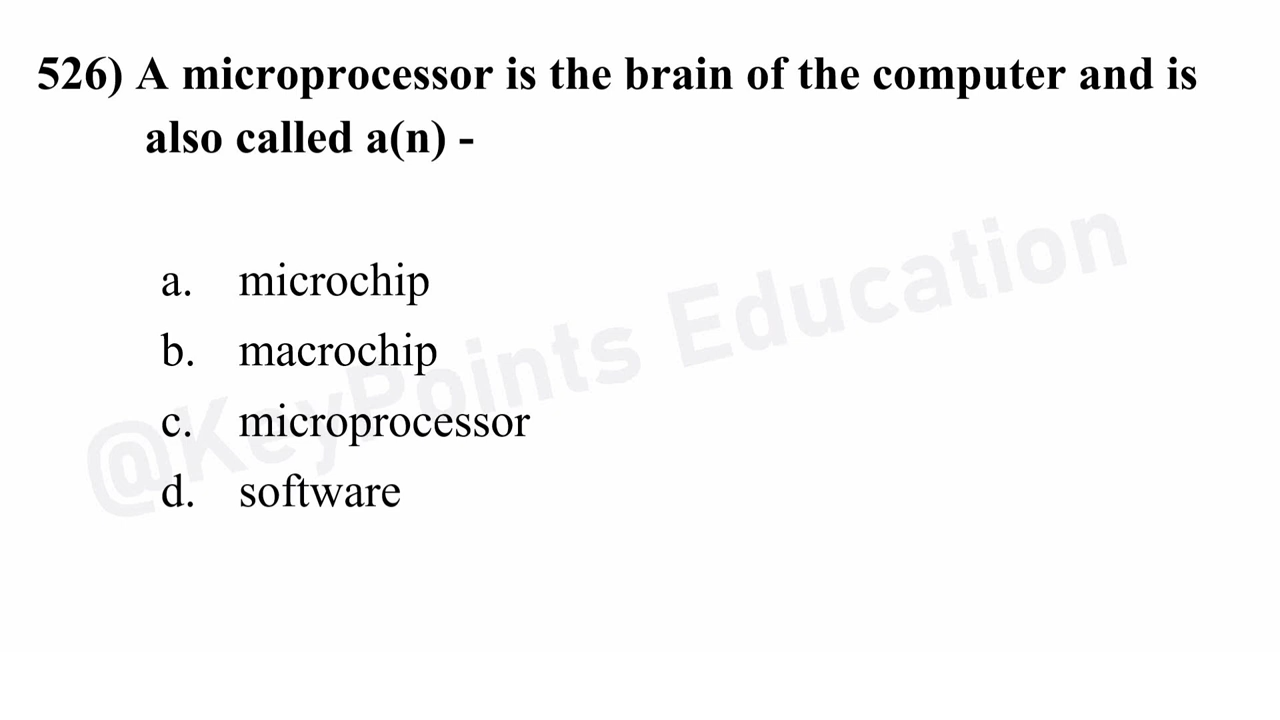 526) A microprocessor is the brain of the computer and is
also called a(n) -
a. microchip
b. macrochip
c. microprocessor
d. software
@KeyPoints Education